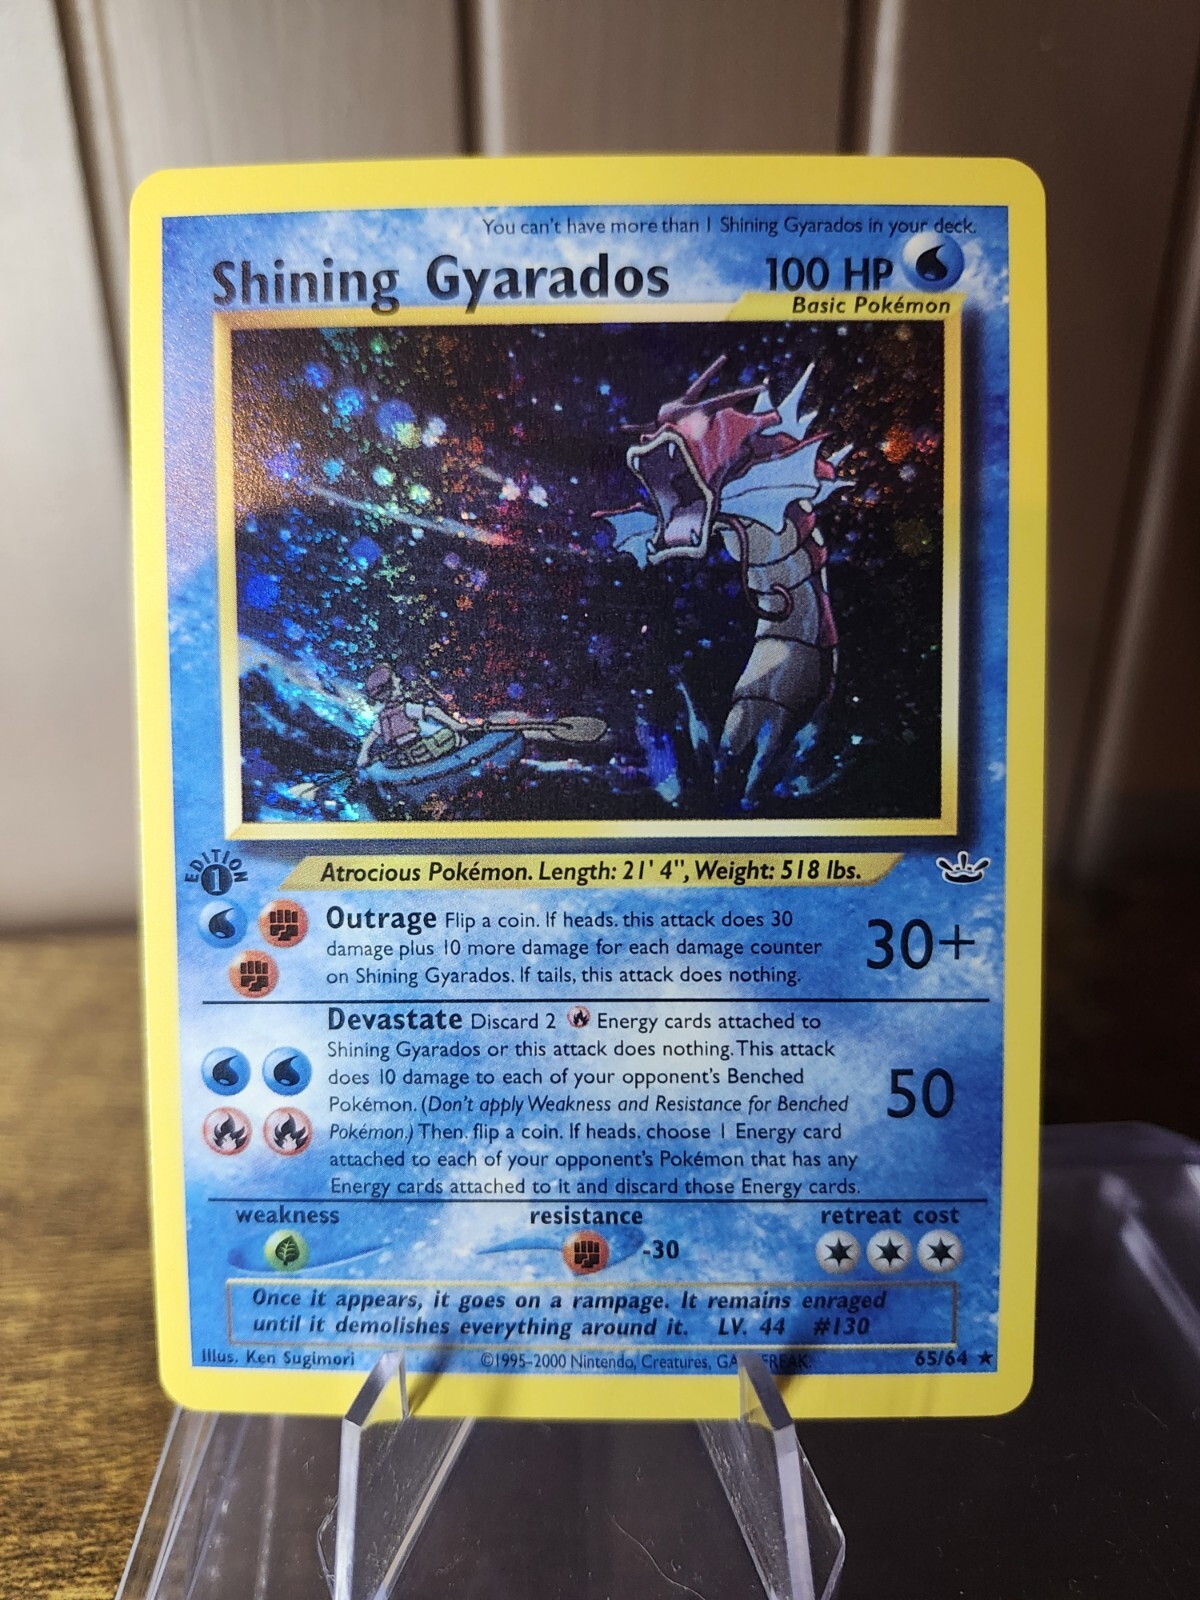 You can't have more than 1 Shining Gyarados in your deck.
Shining Gyarados 100 HP
Basic Pokémon
EDITION
1
Atrocious Pokémon. Length: 21' 4", Weight: 518 lbs.
Outrage Flip a coin. If heads. this attack does 30
damage plus 10 more damage for each damage counter
on Shining Gyarados. If tails, this attack does nothing.
30+
Devastate Discard 2 Energy cards attached to
Shining Gyarados or this attack does nothing. This attack
does 10 damage to each of your opponent's Benched
Pokémon. (Don't apply Weakness and Resistance for Benched
Pokémon.) Then. flip a coin. If heads. choose 1 Energy card
attached to each of your opponent's Pokémon that has any
Energy cards attached to It and discard those Energy cards.
50
weakness resistance retreat cost
-30
Once it appears, it goes on a rampage. It remains enraged
until it demolishes everything around it. LV. 44 #130
Illus. Ken Sugimori ©1995-2000 Nintendo, Creatures, GAMEFREAK. 65/64 ★